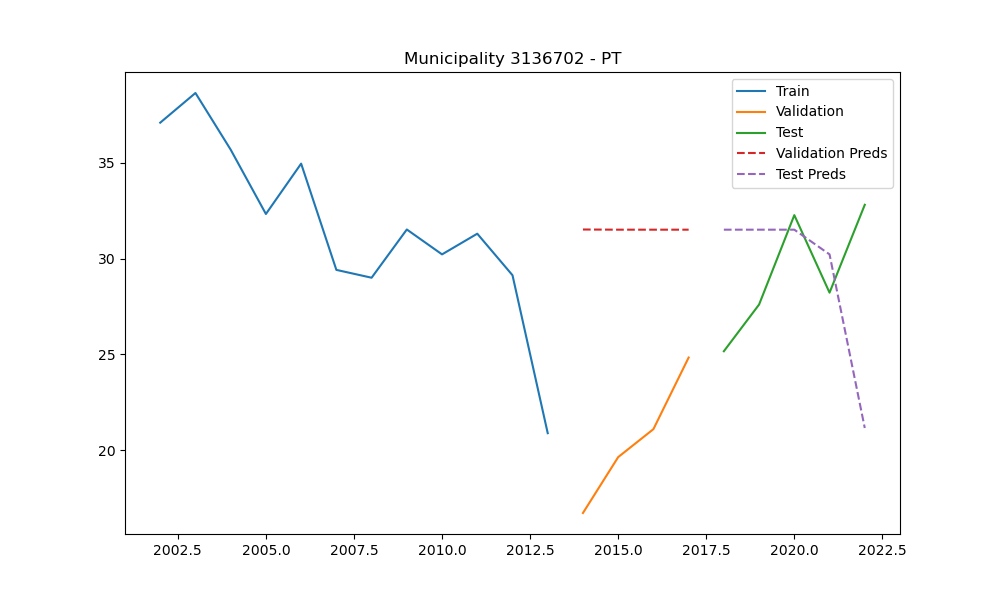 Municipality 3136702 - PT
Train
Validation
Test
Validation Preds
Test Preds
35
30
25
20
2002.5 2005.0 2007.5 2010.0 2012.5 2015.0 2017.5 2020.0 2022.5